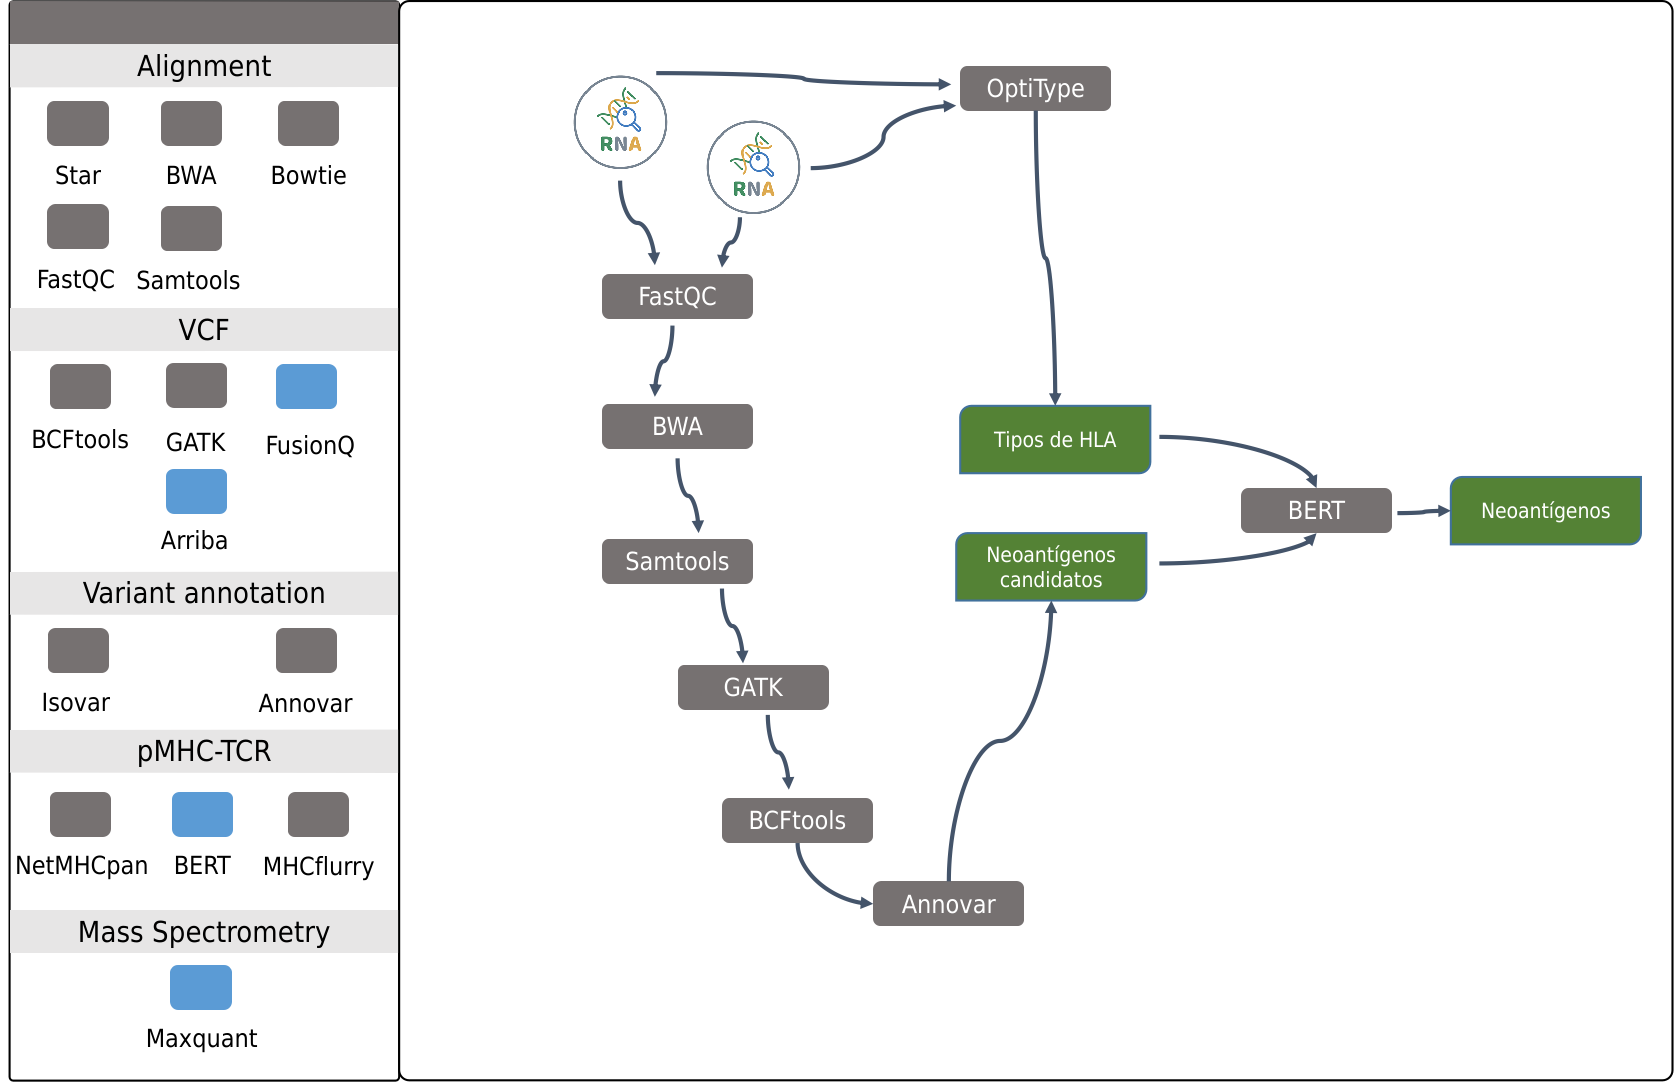 Alignment
Star
BWA
Bowtie
FastQC
Samtools
VCF
BCFtools
GATK
FusionQ
Arriba
Variant annotation
Isovar
Annovar
pMHC-TCR
NetMHCpan
BERT
MHCflurry
Mass Spectrometry
Maxquant
RNA
RNA
OptiType
FastQC
BWA
Samtools
GATK
BCFtools
Annovar
Tipos de HLA
Neoantígenos
candidatos
BERT
Neoantígenos